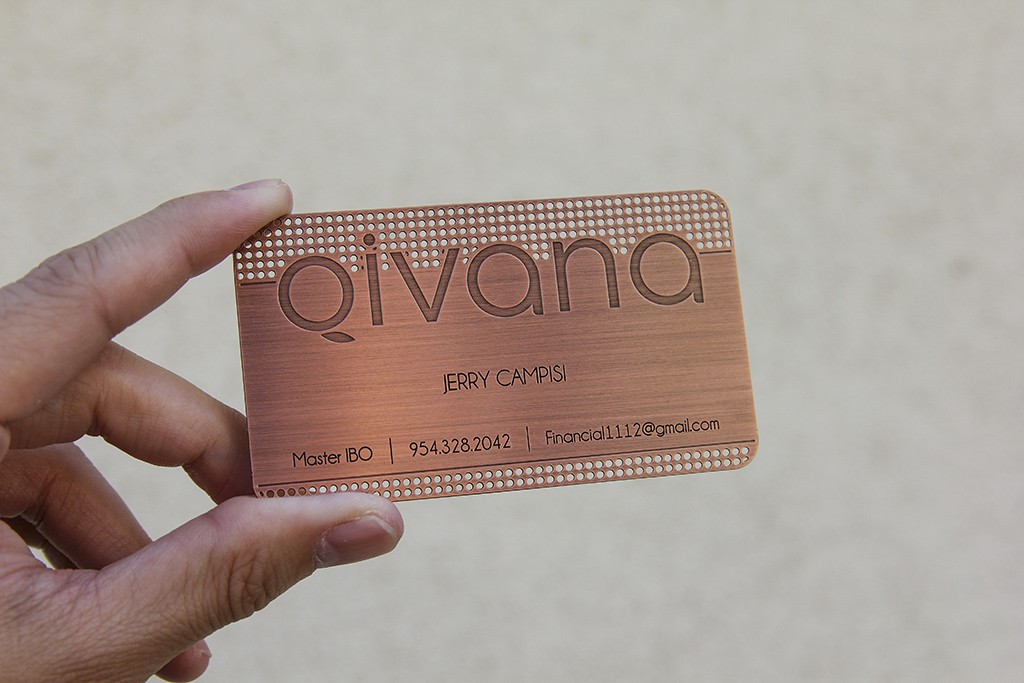 qivana
JERRY CAMPISI
Master IBO | 954.328.2042 | Financial1112@gmail.com